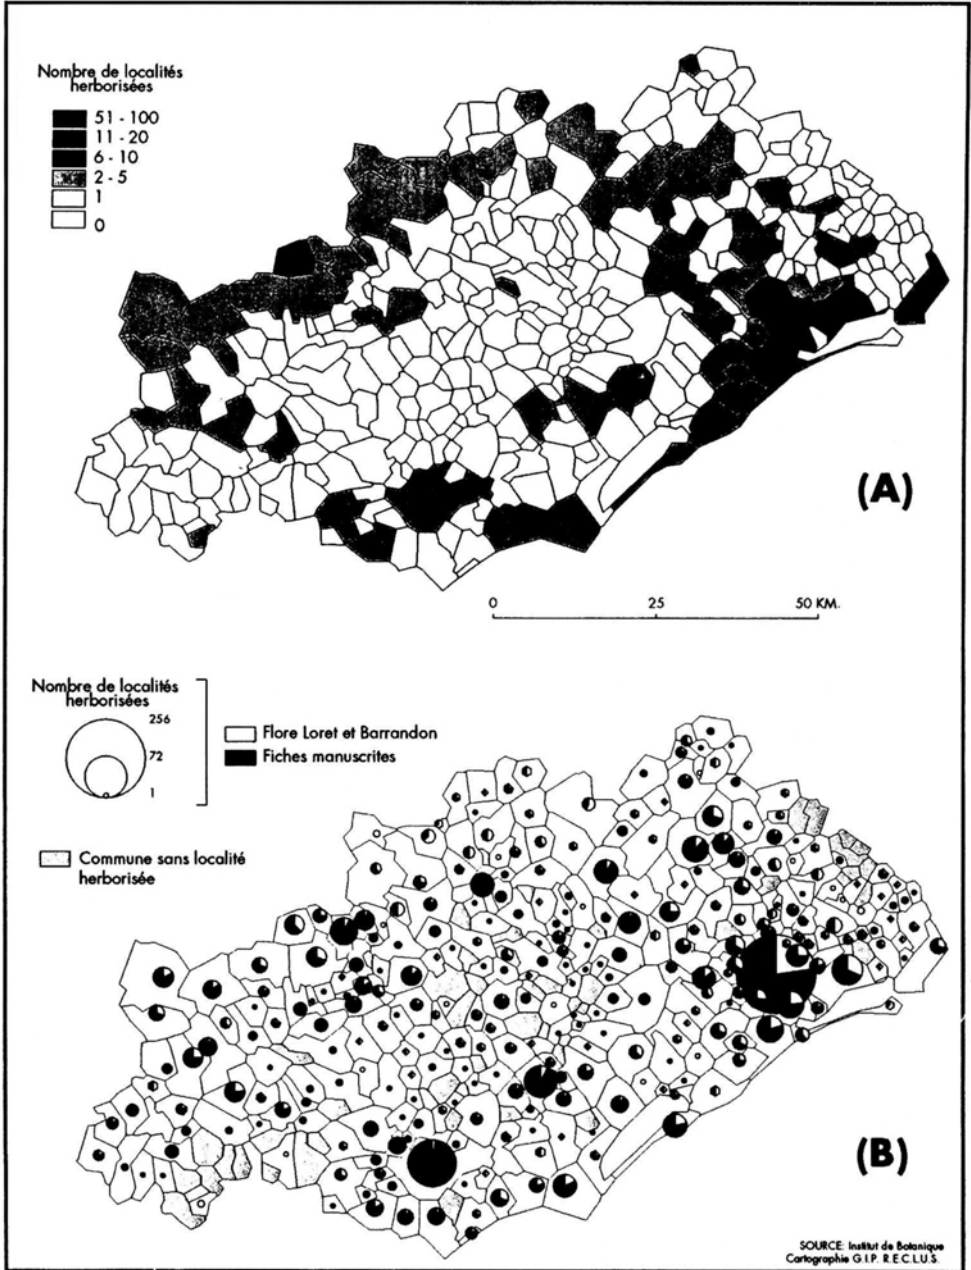 Nombre de localités
herborisées
51 - 100
11 - 20
6 - 10
2 - 5
1
0
(A)
0 25 50 KM.
Nombre de localités
herborisées
256
72
1
Flore Loret et Barrandon
Fiches manuscrites
Commune sans localité
herborisée
(B)
SOURCE: Institut de Botanique
Cartographie G.I.P. R.E.C.L.U.S.